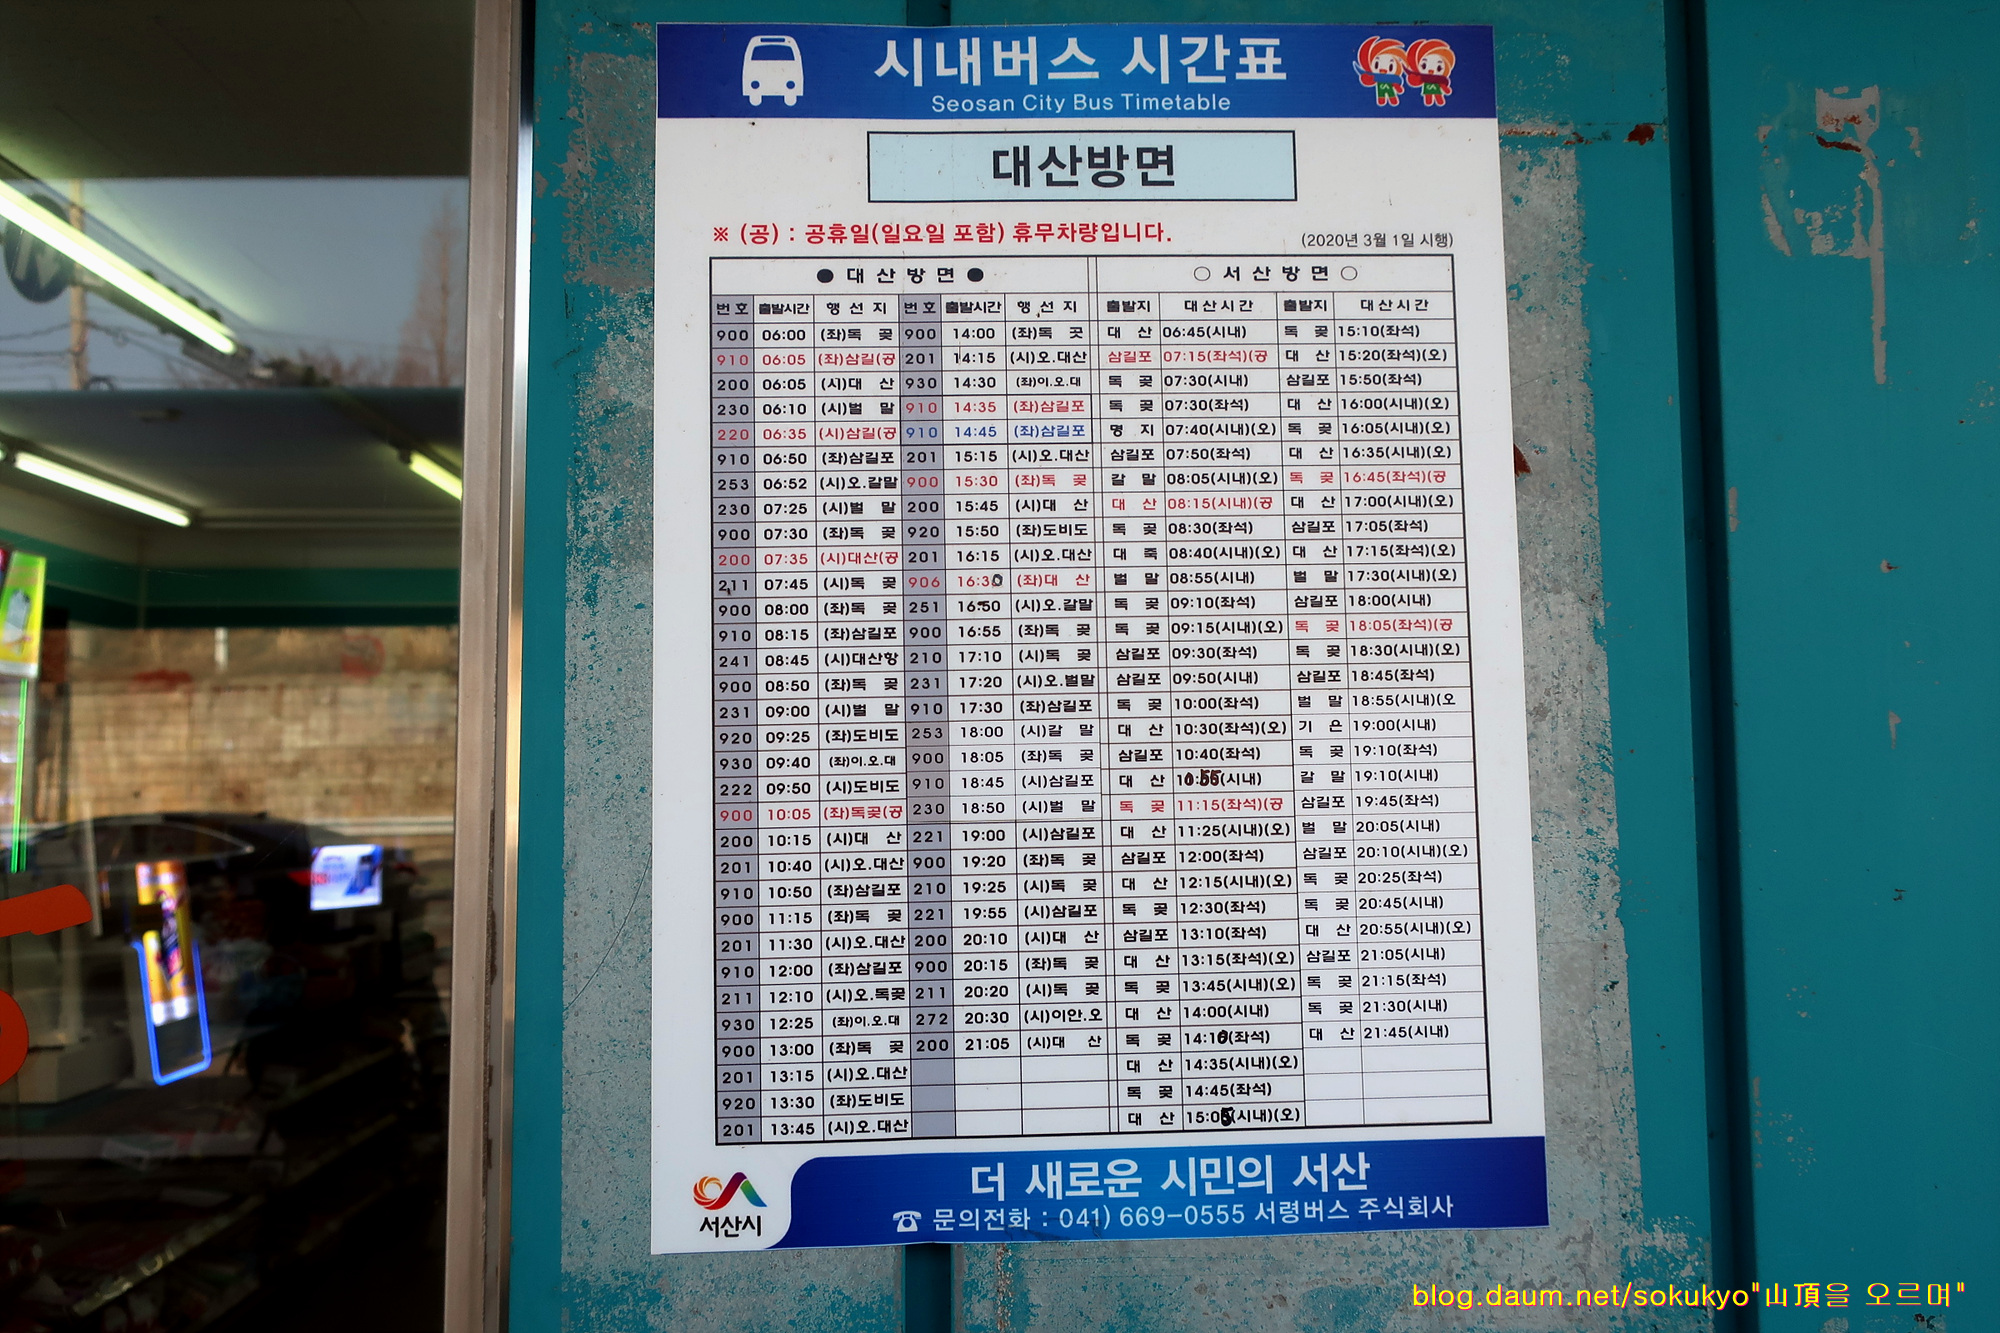 시내버스 시간표
Seosan City Bus Timetable
대산방면
※ (공) : 공휴일(일요일 포함) 휴무차량입니다.
(2020년 3월 1일 시행)
● 대 산 방 면 ● ○ 서 산 방 면 ○
번 호 출발시간 행 선 지 번 호 출발시간 행 선 지 출발지 대 산 시 간 출발지 대 산 시 간
900 06:00 (좌)독 곶 900 14:00 (좌)독 곳 대 산 06:45(시내) 독 곶 15:10(좌석)
910 06:05 (좌)삼길(공 201 14:15 (시)오.대산 삼길포 07:15(좌석)(공 대 산 15:20(좌석)(오)
200 06:05 (시)대 산 930 14:30 (좌)이.오.대 독 곶 07:30(시내) 삼길포 15:50(좌석)
230 06:10 (시)벌 말 910 14:35 (좌)삼길포 독 곶 07:30(좌석) 대 산 16:00(시내)(오)
220 06:35 (시)삼길(공 910 14:45 (좌)삼길포 명 지 07:40(시내)(오) 독 곶 16:05(시내)
910 06:50 (좌)삼길포 201 15:15 (시)오.대산 삼길포 07:50(좌석) 대 산 16:35(시내)(오)
253 06:52 (시)오.갈말 900 15:30 (좌)독 곶 갈 말 08:05(시내)(오) 독 곶 16:45(좌석)(공
230 07:25 (시)벌 말 200 15:45 (시)대 산 대 산 08:15(시내)(공 대 산 17:00(시내)(오)
900 07:30 (좌)독 곶 920 15:50 (좌)도비도 독 곶 08:30(좌석) 삼길포 17:05(좌석)
200 07:35 (시)대산(공 201 16:15 (시)오.대산 대 죽 08:40(시내)(오) 대 산 17:15(좌석)(오)
211 07:45 (시)독 곶 906 16:30 (좌)대 산 벌 말 08:55(시내) 벌 말 17:30(시내)(오)
900 08:00 (좌)독 곶 251 16:50 (시)오.갈말 독 곶 09:10(좌석) 삼길포 18:00(시내)
910 08:15 (좌)삼길포 900 16:55 (좌)독 곶 독 곶 09:15(시내)(오) 독 곶 18:05(좌석)(공
241 08:45 (시)대산항 210 17:10 (시)독 곶 삼길포 09:30(좌석) 독 곶 18:30(시내)(오)
900 08:50 (좌)독 곶 231 17:20 (시)오.벌말 삼길포 09:50(시내) 삼길포 18:45(좌석)
231 09:00 (시)벌 말 910 17:30 (좌)삼길포 독 곶 10:00(좌석) 벌 말 18:55(시내)(오
920 09:25 (좌)도비도 253 18:00 (시)갈 말 대 산 10:30(좌석)(오) 기 은 19:00(시내)
930 09:40 (좌)이.오.대 900 18:05 (좌)독 곶 삼길포 10:40(좌석) 독 곶 19:10(좌석)
222 09:50 (시)도비도 910 18:45 (시)삼길포 대 산 10:55(시내) 갈 말 19:10(시내)
900 10:05 (좌)독곶(공 230 18:50 (시)벌 말 독 곶 11:15(좌석)(공 삼길포 19:45(좌석)
200 10:15 (시)대 산 221 19:00 (시)삼길포 대 산 11:25(시내)(오) 벌 말 20:05(시내)
201 10:40 (시)오.대산 900 19:20 (좌)독 곶 삼길포 12:00(좌석) 삼길포 20:10(시내)(오)
910 10:50 (좌)삼길포 210 19:25 (시)독 곶 대 산 12:15(시내)(오) 독 곶 20:25(좌석)
900 11:15 (좌)독 곶 221 19:55 (시)삼길포 독 곶 12:30(좌석) 독 곶 20:45(시내)
201 11:30 (시)오.대산 200 20:10 (시)대 산 삼길포 13:10(좌석) 대 산 20:55(시내)(오)
910 12:00 (좌)삼길포 900 20:15 (좌)독 곶 대 산 13:15(좌석)(오) 삼길포 21:05(시내)
211 12:10 (시)오.독곶 211 20:20 (시)독 곶 독 곶 13:45(시내)(오) 독 곶 21:15(좌석)
930 12:25 (좌)이.오.대 272 20:30 (시)이안.오 대 산 14:00(시내) 독 곶 21:30(시내)
900 13:00 (좌)독 곶 200 21:05 (시)대 산 독 곶 14:10(좌석) 대 산 21:45(시내)
201 13:15 (시)오.대산 대 산 14:35(시내)(오)
920 13:30 (좌)도비도 독 곶 14:45(좌석)
201 13:45 (시)오.대산 대 산 15:05(시내)(오)
더 새로운 시민의 서산
서산시
☎ 문의전화 : 041) 669-0555 서령버스 주식회사
blog.daum.net/sokukyo"山頂을 오르며"